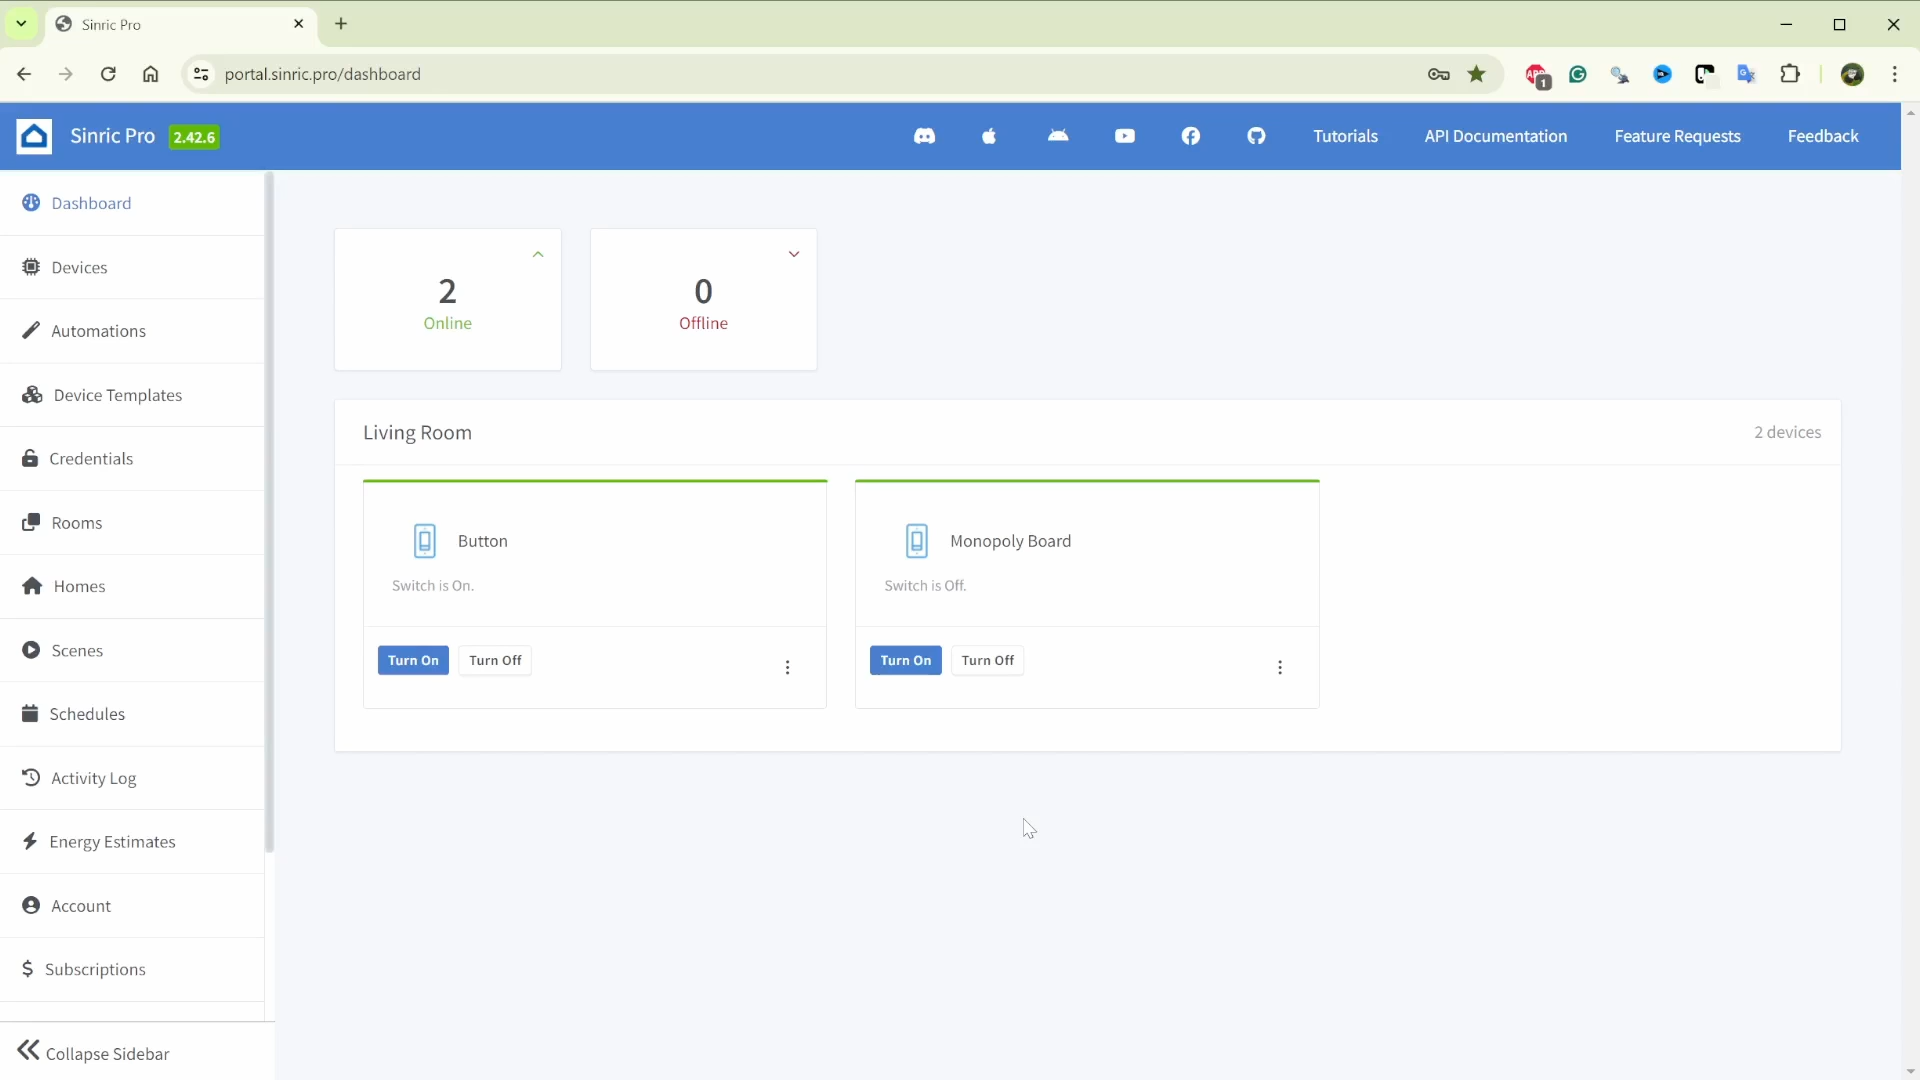 Sinric Pro
portal.sinric.pro/dashboard
1
Sinric Pro 2.42.6
Tutorials API Documentation Feature Requests Feedback
Dashboard
Devices
Automations
Device Templates
Credentials
Rooms
Homes
Scenes
Schedules
Activity Log
Energy Estimates
Account
$ Subscriptions
Collapse Sidebar
2
Online
0
Offline
Living Room 2 devices
Button
Switch is On.
Turn On Turn Off
Monopoly Board
Switch is Off.
Turn On Turn Off